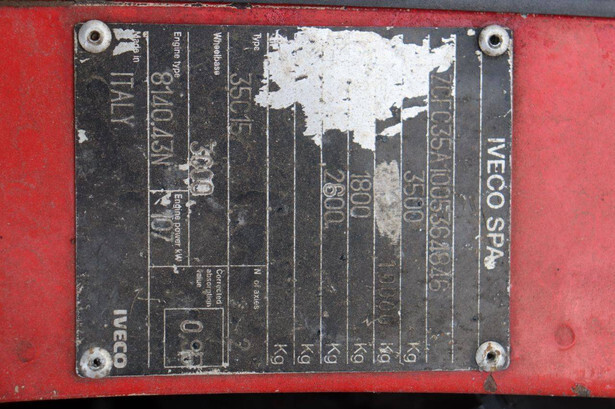 IVECO SPA
ZCFC35A1005364846
3500 Kg
Kg
1800 Kg
2600 Kg
Kg
Kg
Type 35C15 N of axles 2
Wheelbase 3000
Corrected absorption value
Engine type 8140.43N Engine power kW 107
Made in ITALY
IVECO